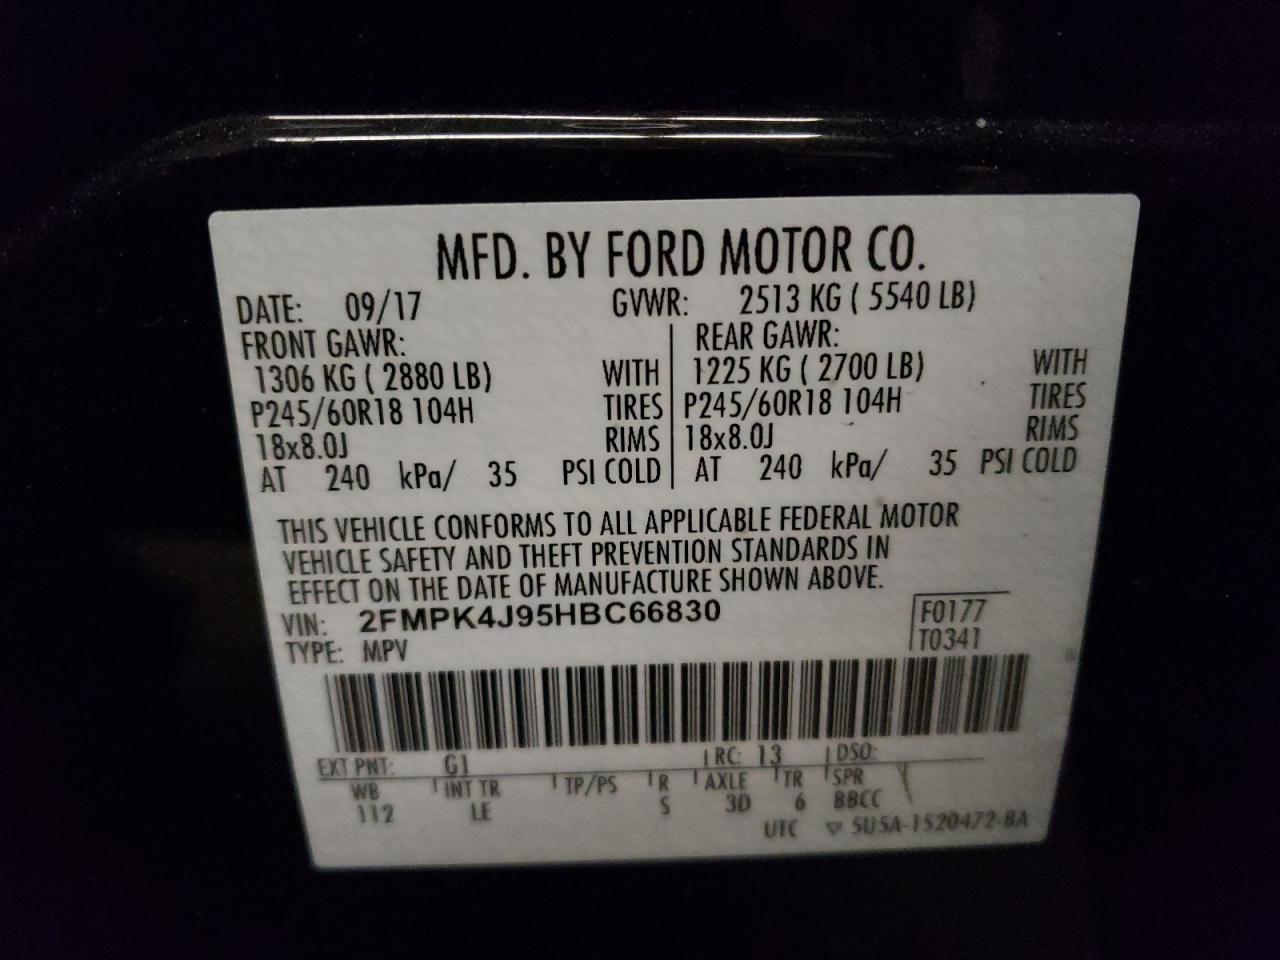 MFD. BY FORD MOTOR CO.
DATE: 09/17 GVWR: 2513 KG ( 5540 LB)
FRONT GAWR: REAR GAWR:
1306 KG ( 2880 LB) WITH 1225 KG ( 2700 LB) WITH
P245/60R18 104H TIRES P245/60R18 104H TIRES
18x8.0J RIMS 18x8.0J RIMS
AT 240 kPa/ 35 PSI COLD AT 240 kPa/ 35 PSI COLD
THIS VEHICLE CONFORMS TO ALL APPLICABLE FEDERAL MOTOR
VEHICLE SAFETY AND THEFT PREVENTION STANDARDS IN
EFFECT ON THE DATE OF MANUFACTURE SHOWN ABOVE.
VIN: 2FMPK4J95HBC66830 F0177
TYPE: MPV T0341
EXT PNT: G1 RC: 13 DSO:
WB INT TR TP/PS R AXLE TR SPR
112 LE S 3D 6 BBCC
UTC ▽ 5U5A-1520472-BA